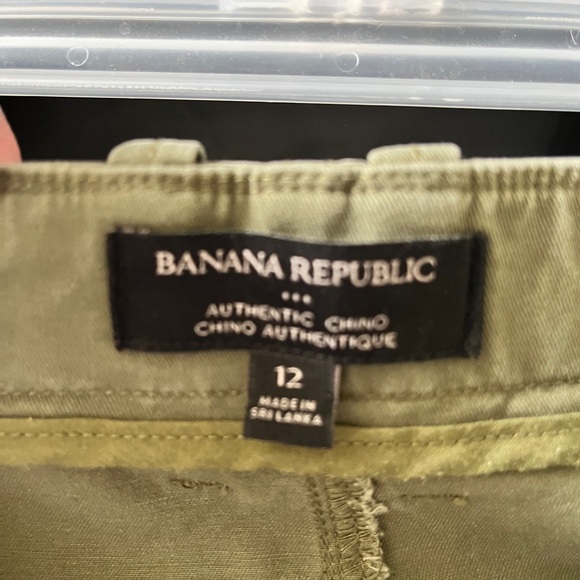 BANANA REPUBLIC
•••
AUTHENTIC CHINO
CHINO AUTHENTIQUE
12
MADE IN
SRI LANKA